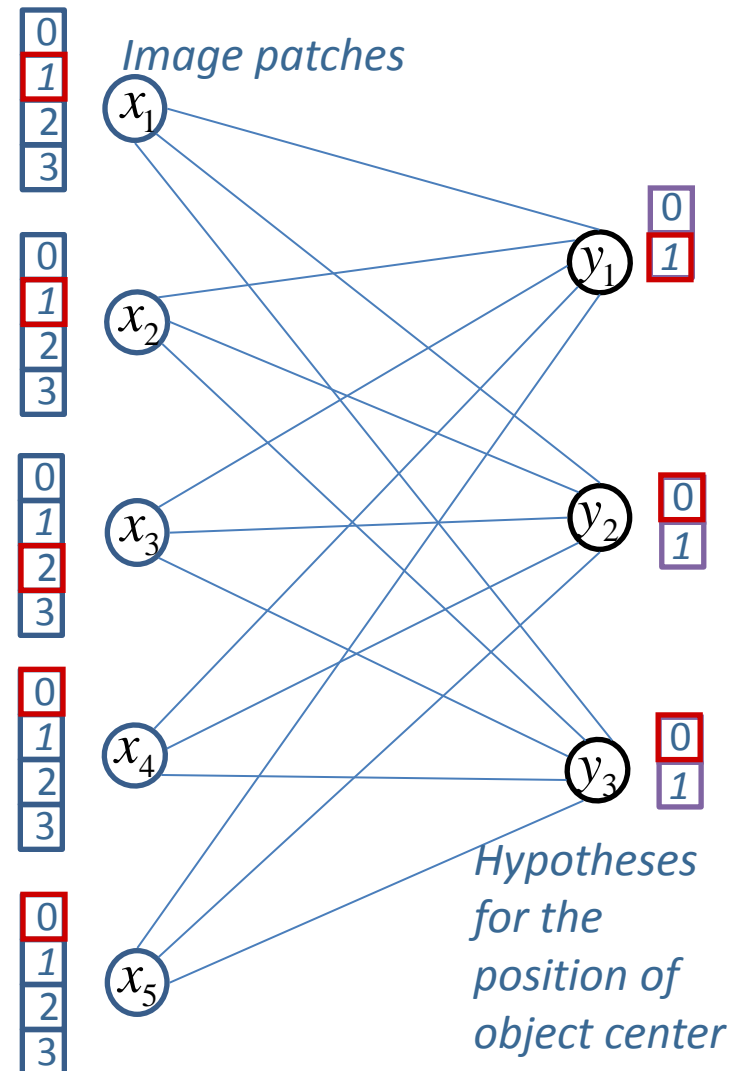 0
1
2
3
Image patches
x1
0
1
2
3
x2
0
1
y1
0
1
2
3
x3
0
1
y2
0
1
2
3
x4
0
1
y3
0
1
2
3
x5
Hypotheses
for the
position of
object center